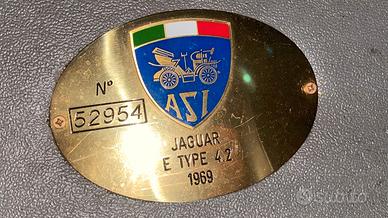 N°
52954
ASI
JAGUAR
E TYPE 4.2
1969
subito